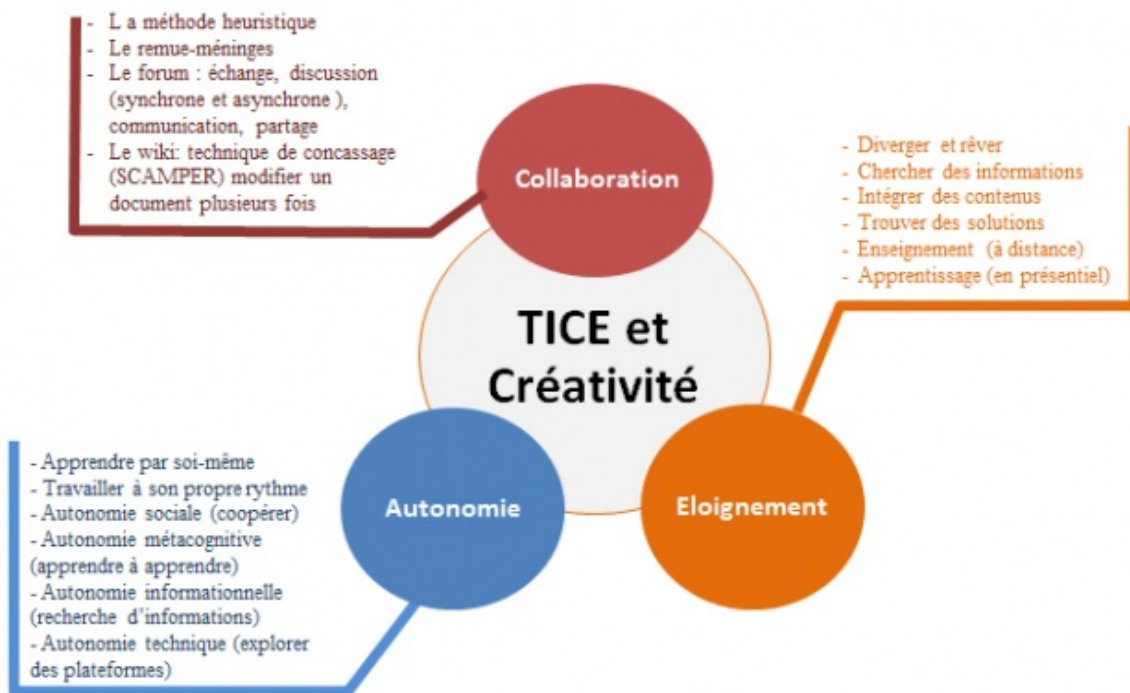 - L a méthode heuristique
- Le remue-méninges
- Le forum : échange, discussion
(synchrone et asynchrone ),
communication, partage
- Le wiki: technique de concassage
(SCAMPER) modifier un
document plusieurs fois
Collaboration
- Diverger et rêver
- Chercher des informations
- Intégrer des contenus
- Trouver des solutions
- Enseignement (à distance)
- Apprentissage (en présentiel)
TICE et
Créativité
- Apprendre par soi-même
- Travailler à son propre rythme
- Autonomie sociale (coopérer)
- Autonomie métacognitive
(apprendre à apprendre)
- Autonomie informationnelle
(recherche d'informations)
- Autonomie technique (explorer
des plateformes)
Autonomie
Eloignement